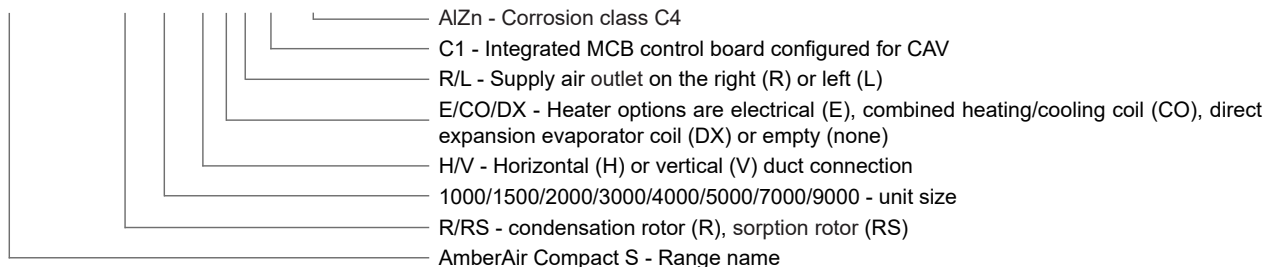 AlZn - Corrosion class C4
C1 - Integrated MCB control board configured for CAV
R/L - Supply air outlet on the right (R) or left (L)
E/CO/DX - Heater options are electrical (E), combined heating/cooling coil (CO), direct
expansion evaporator coil (DX) or empty (none)
H/V - Horizontal (H) or vertical (V) duct connection
1000/1500/2000/3000/4000/5000/7000/9000 - unit size
R/RS - condensation rotor (R), sorption rotor (RS)
AmberAir Compact S - Range name